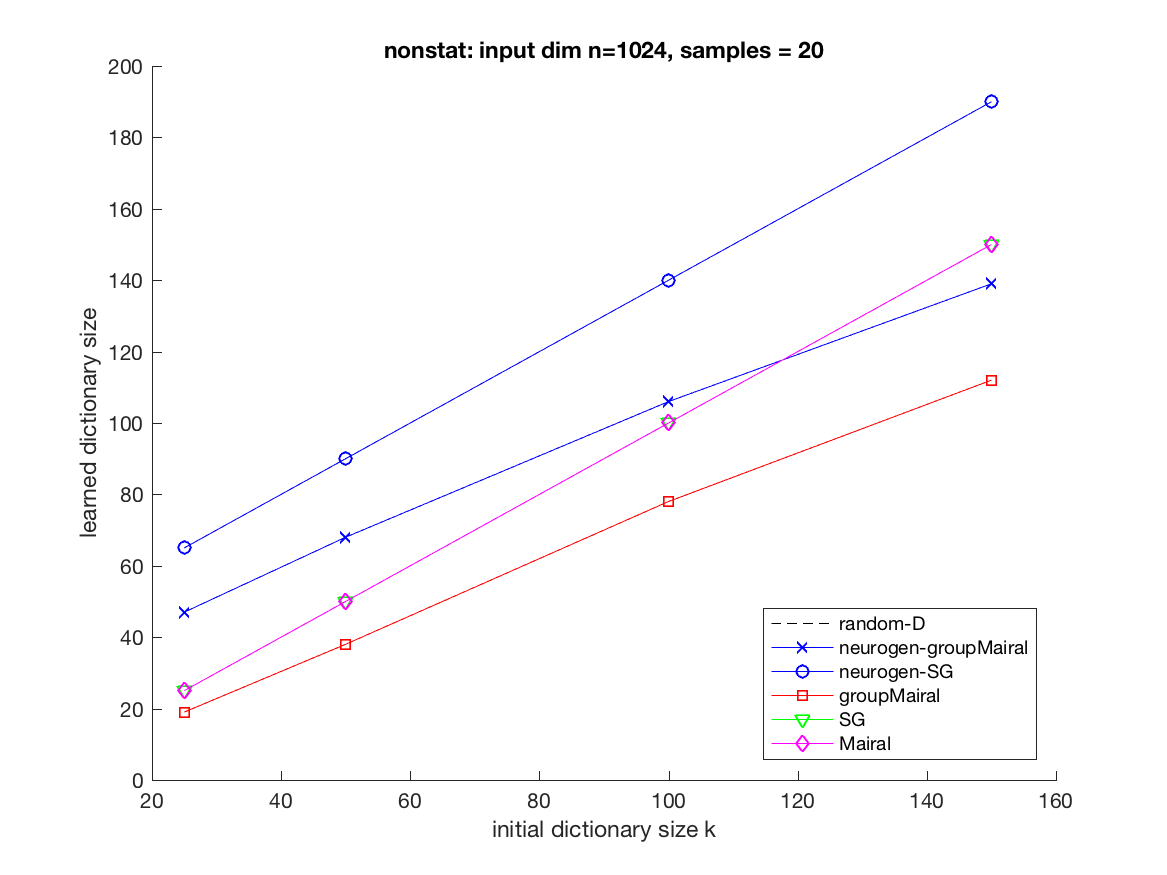 nonstat: input dim n=1024, samples = 20
200
180
160
140
120
100
80
60
40
20
0
learned dictionary size
random-D
neurogen-groupMairal
neurogen-SG
groupMairal
SG
Mairal
20 40 60 80 100 120 140 160
initial dictionary size k